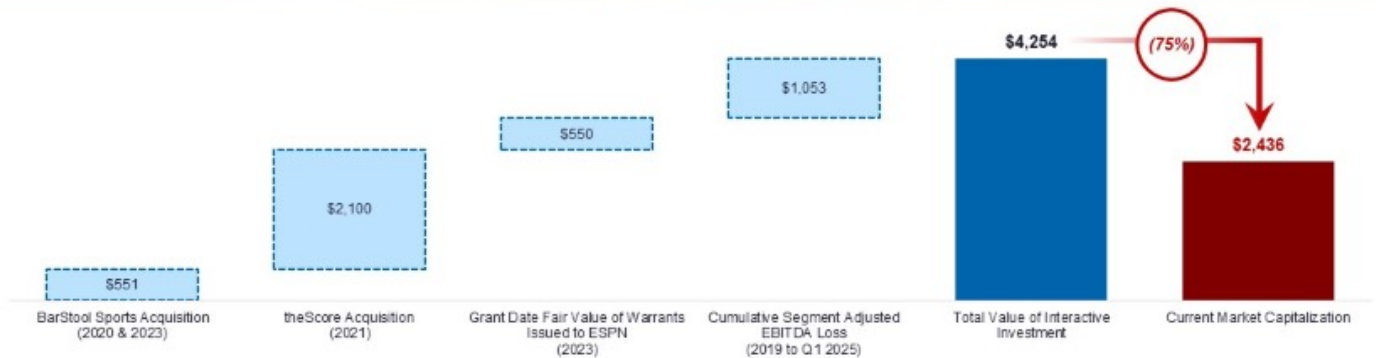 $4,254
(75%)
$2,436
$1,053
$550
$2,100
$551
BarStool Sports Acquisition
(2020 & 2023)
theScore Acquisition
(2021)
Grant Date Fair Value of Warrants
Issued to ESPN
(2023)
Cumulative Segment Adjusted
EBITDA Loss
(2019 to Q1 2025)
Total Value of Interactive
Investment
Current Market Capitalization